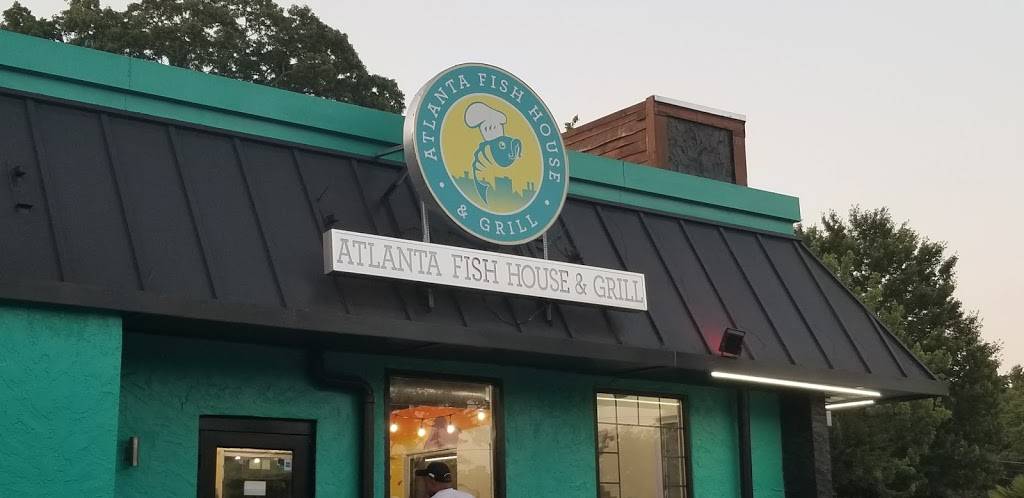 ATLANTA FISH HOUSE
& GRILL
ATLANTA FISH HOUSE & GRILL